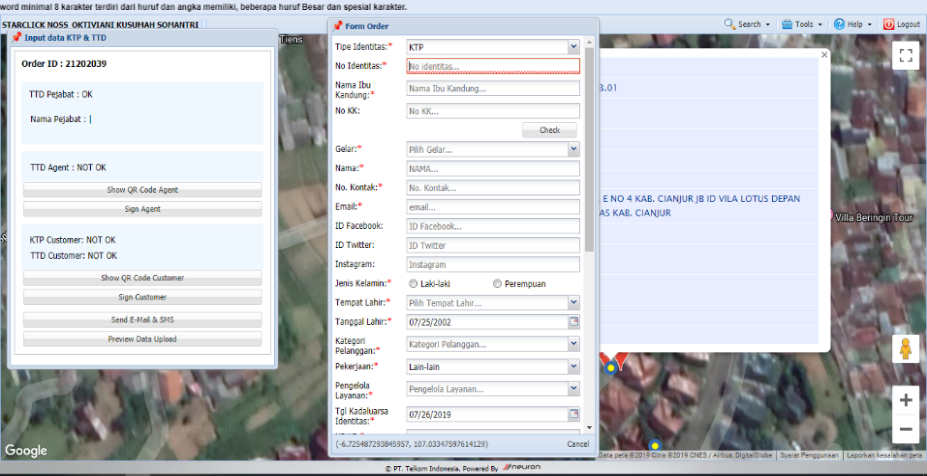 word minimal 8 karakter terdiri dari huruf dan angka memiliki, beberapa huruf Besar dan spesial karakter.
STARCLICK NOSS OKTIVIANI KUSUMAH SOMANTRI
Search
Tools
Help
Logout
Input data KTP & TTD
Order ID : 21202039
TTD Pejabat : OK
Nama Pejabat : |
TTD Agent : NOT OK
Show QR Code Agent
Sign Agent
KTP Customer: NOT OK
TTD Customer: NOT OK
Show QR Code Customer
Sign Customer
Send E-Mail & SMS
Preview Data Upload
Tiens
Form Order
Tipe Identitas:* KTP
No Identitas:* No identitas...
Nama Ibu
Kandung:* Nama Ibu Kandung...
No KK: No KK...
Check
Gelar:* Pilih Gelar...
Nama:* NAMA...
No. Kontak:* No. Kontak...
Email:* email...
ID Facebook: ID Facebook...
ID Twitter: ID Twitter
Instagram: Instagram
Jenis Kelamin:* Laki-laki Perempuan
Tempat Lahir:* Pilih Tempat Lahir...
Tanggal Lahir:* 07/25/2002
Kategori
Pelanggan:* Kategori Pelanggan...
Pekerjaan:* Lain-lain
Pengelola
Layanan:* Pengelola Layanan...
Tgl Kadaluarsa
Identitas:* 07/26/2019
(-6.725487293845957, 107.03347597614129)
Cancel
3.01
E NO 4 KAB. CIANJUR JB ID VILA LOTUS DEPAN
AS KAB. CIANJUR
Villa Beringin Tour
Google
Data peta ©2019 Citra ©2019 CNES / Airbus, DigitalGlobe
Syarat Penggunaan
Laporkan kesalahan peta
© PT. Telkom Indonesia. Powered By neuron